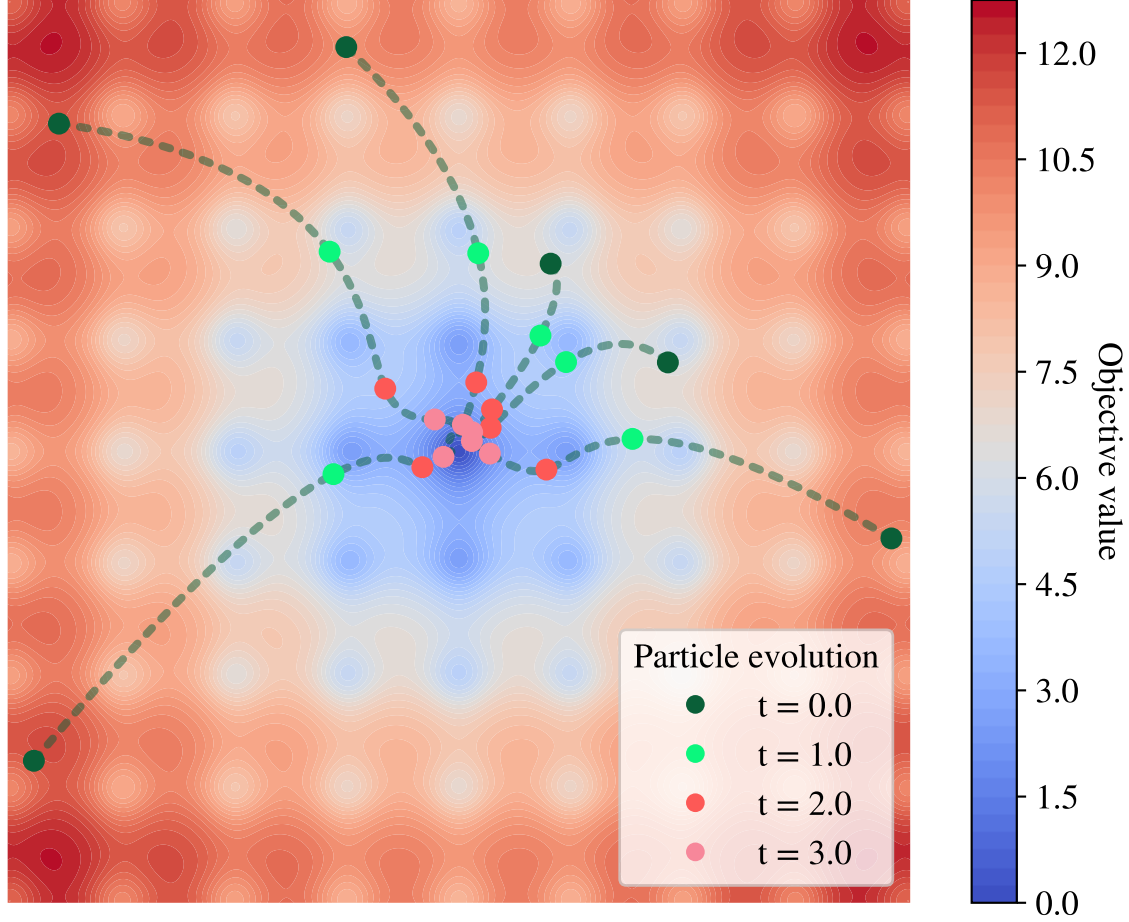 Particle evolution
t = 0.0
t = 1.0
t = 2.0
t = 3.0
12.0
10.5
9.0
7.5
6.0
4.5
3.0
1.5
0.0
Objective value